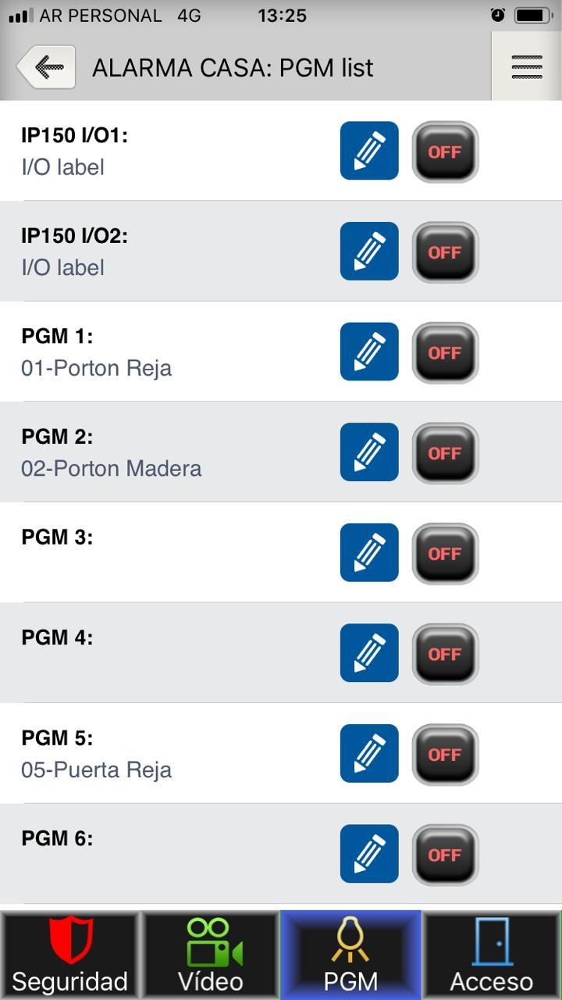 AR PERSONAL 4G 13:25
ALARMA CASA: PGM list
IP150 I/O1:
I/O label
OFF
IP150 I/O2:
I/O label
OFF
PGM 1:
01-Porton Reja
OFF
PGM 2:
02-Porton Madera
OFF
PGM 3:
OFF
PGM 4:
OFF
PGM 5:
05-Puerta Reja
OFF
PGM 6:
OFF
Seguridad Vídeo PGM Acceso